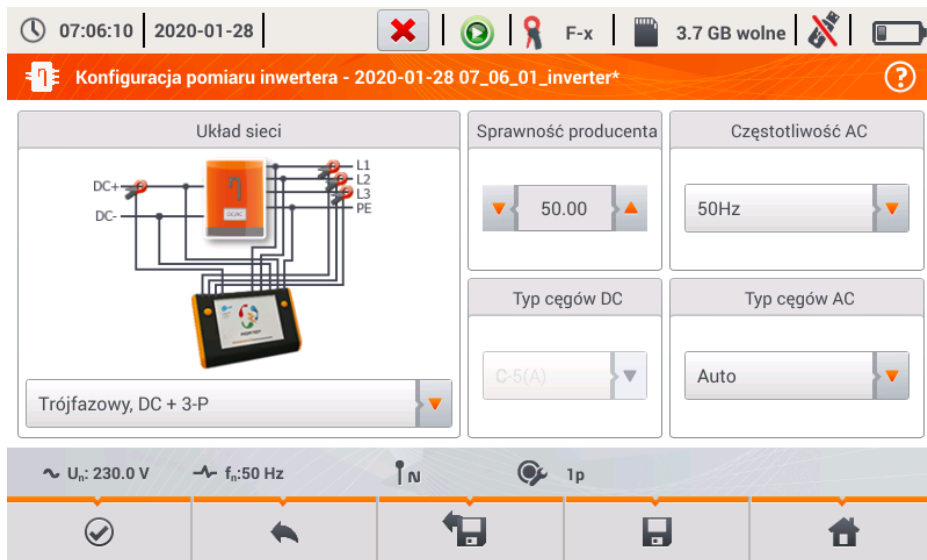 07:06:10 2020-01-28 F-x 3.7 GB wolne
Konfiguracja pomiaru inwertera - 2020-01-28 07_06_01_inverter* ?
Układ sieci
Sprawność producenta
Częstotliwość AC
DC+
DC-
DC/AC
L1
L2
L3
PE
50.00
50Hz
Typ cęgów DC
Typ cęgów AC
C-5(A)
Auto
Trójfazowy, DC + 3-P
Un: 230.0 V fn:50 Hz N 1p